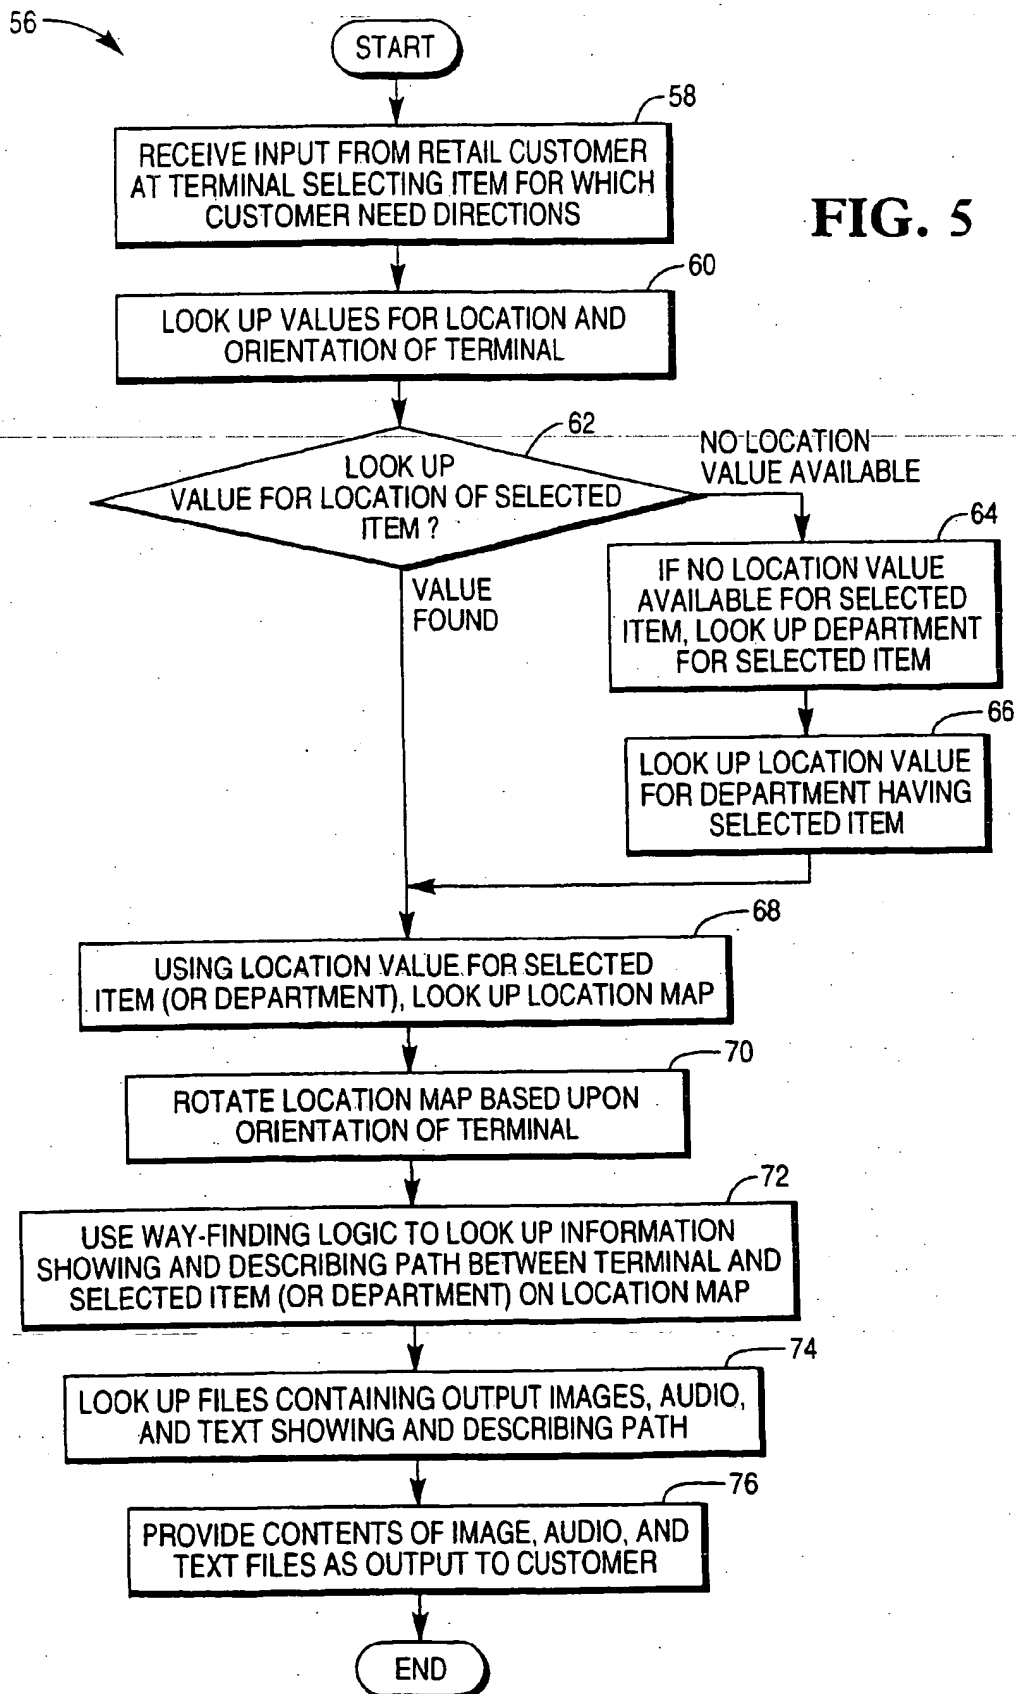 56
START
58
RECEIVE INPUT FROM RETAIL CUSTOMER
AT TERMINAL SELECTING ITEM FOR WHICH
CUSTOMER NEED DIRECTIONS
FIG. 5
60
LOOK UP VALUES FOR LOCATION AND
ORIENTATION OF TERMINAL
62
LOOK UP
VALUE FOR LOCATION OF SELECTED
ITEM ?
NO LOCATION
VALUE AVAILABLE
VALUE
FOUND
64
IF NO LOCATION VALUE
AVAILABLE FOR SELECTED
ITEM, LOOK UP DEPARTMENT
FOR SELECTED ITEM
66
LOOK UP LOCATION VALUE
FOR DEPARTMENT HAVING
SELECTED ITEM
68
USING LOCATION VALUE FOR SELECTED
ITEM (OR DEPARTMENT), LOOK UP LOCATION MAP
70
ROTATE LOCATION MAP BASED UPON
ORIENTATION OF TERMINAL
72
USE WAY-FINDING LOGIC TO LOOK UP INFORMATION
SHOWING AND DESCRIBING PATH BETWEEN TERMINAL AND
SELECTED ITEM (OR DEPARTMENT) ON LOCATION MAP
74
LOOK UP FILES CONTAINING OUTPUT IMAGES, AUDIO,
AND TEXT SHOWING AND DESCRIBING PATH
76
PROVIDE CONTENTS OF IMAGE, AUDIO, AND
TEXT FILES AS OUTPUT TO CUSTOMER
END